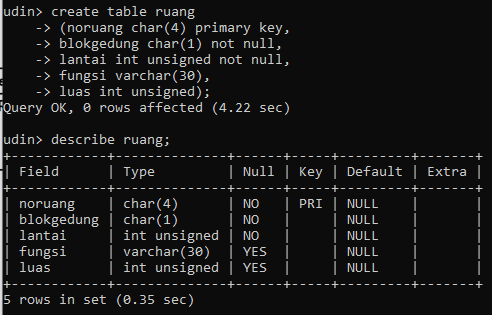 udin> create table ruang
    -> (noruang char(4) primary key,
    -> blokgedung char(1) not null,
    -> lantai int unsigned not null,
    -> fungsi varchar(30),
    -> luas int unsigned);
Query OK, 0 rows affected (4.22 sec)

udin> describe ruang;
+------------+--------------+------+-----+---------+-------+
| Field      | Type         | Null | Key | Default | Extra |
+------------+--------------+------+-----+---------+-------+
| noruang    | char(4)      | NO   | PRI | NULL    |       |
| blokgedung | char(1)      | NO   |     | NULL    |       |
| lantai     | int unsigned | NO   |     | NULL    |       |
| fungsi     | varchar(30)  | YES  |     | NULL    |       |
| luas       | int unsigned | YES  |     | NULL    |       |
+------------+--------------+------+-----+---------+-------+
5 rows in set (0.35 sec)